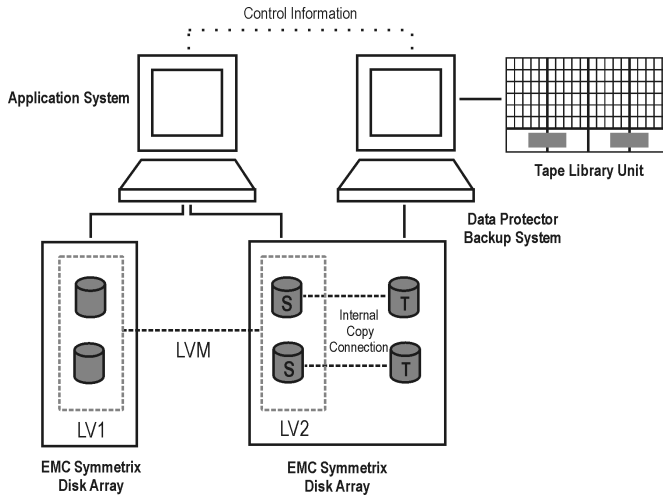 Control Information
Application System
Tape Library Unit
Data Protector
Backup System
S
T
Internal
Copy
Connection
LVM
S
T
LV1
LV2
EMC Symmetrix
Disk Array
EMC Symmetrix
Disk Array